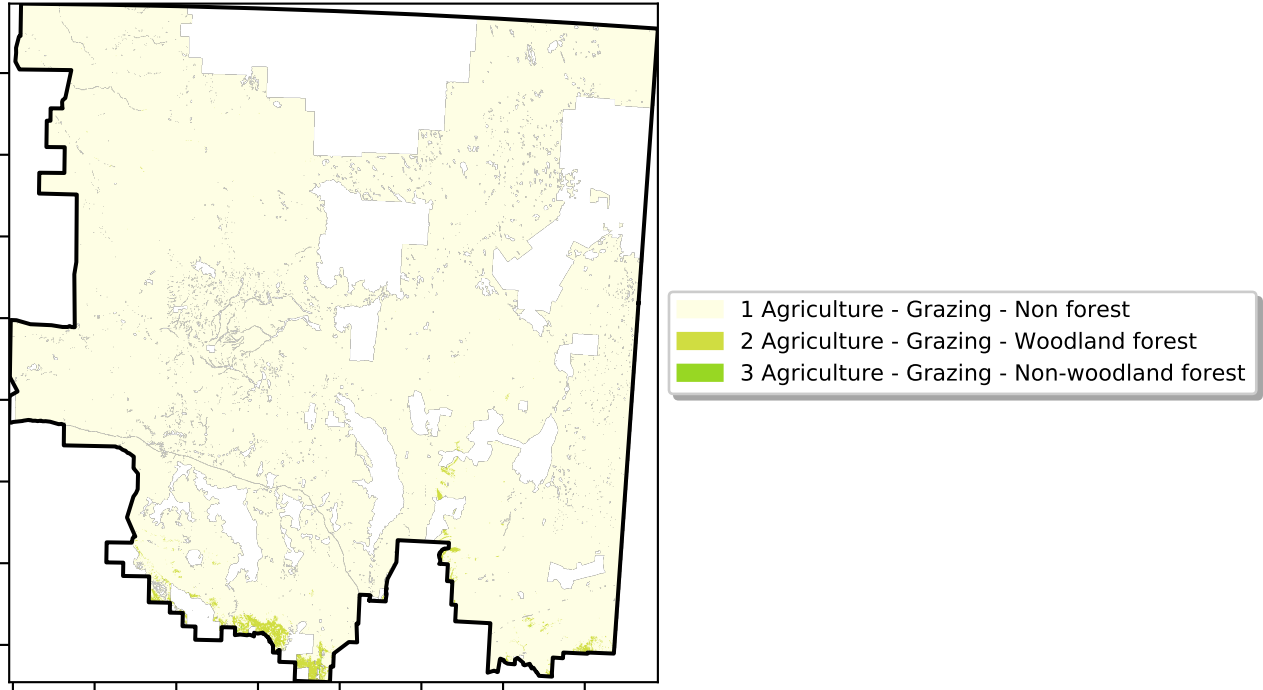 1 Agriculture - Grazing - Non forest
2 Agriculture - Grazing - Woodland forest
3 Agriculture - Grazing - Non-woodland forest